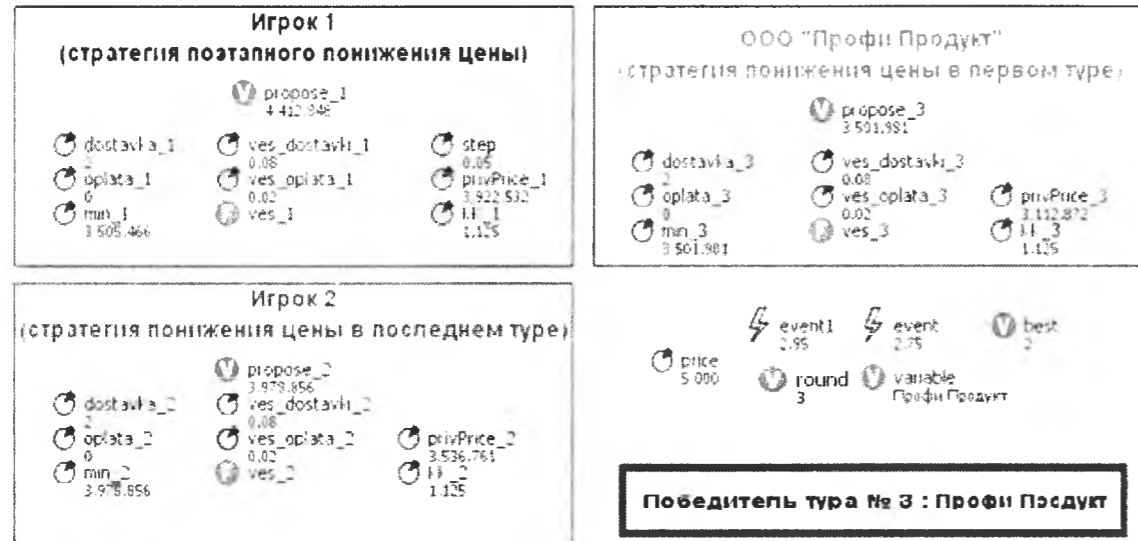 Игрок 1
(стратегия поэтапного понижения цены)
propose_1
4 412.848
dostavka_1
2
ves_dostavki_1
0.08
step
0.05
oplata_1
0
ves_oplata_1
0.02
privPrice_1
3,922.532
min_1
3 505.466
ves_1
1.125
ООО "Профи Продукт"
(стратегия понижения цены в первом туре)
propose_3
3 501.981
dostavka_3
2
ves_dostavki_3
0.08
oplata_3
0
ves_oplata_3
0.02
privPrice_3
3.112.872
min_3
3 501.981
ves_3
1.125
Игрок 2
(стратегия понижения цены в последнем туре)
propose_2
3.978.856
dostavka_2
2
ves_dostavki_2
0.08
oplata_2
0
ves_oplata_2
0.02
privPrice_2
3.536.761
min_2
3.978.856
ves_2
1.125
event1
2.95
event
2.75
best
2
price
5 000
round
3
variable
Профи Продукт
Победитель тура № 3 : Профи Продукт